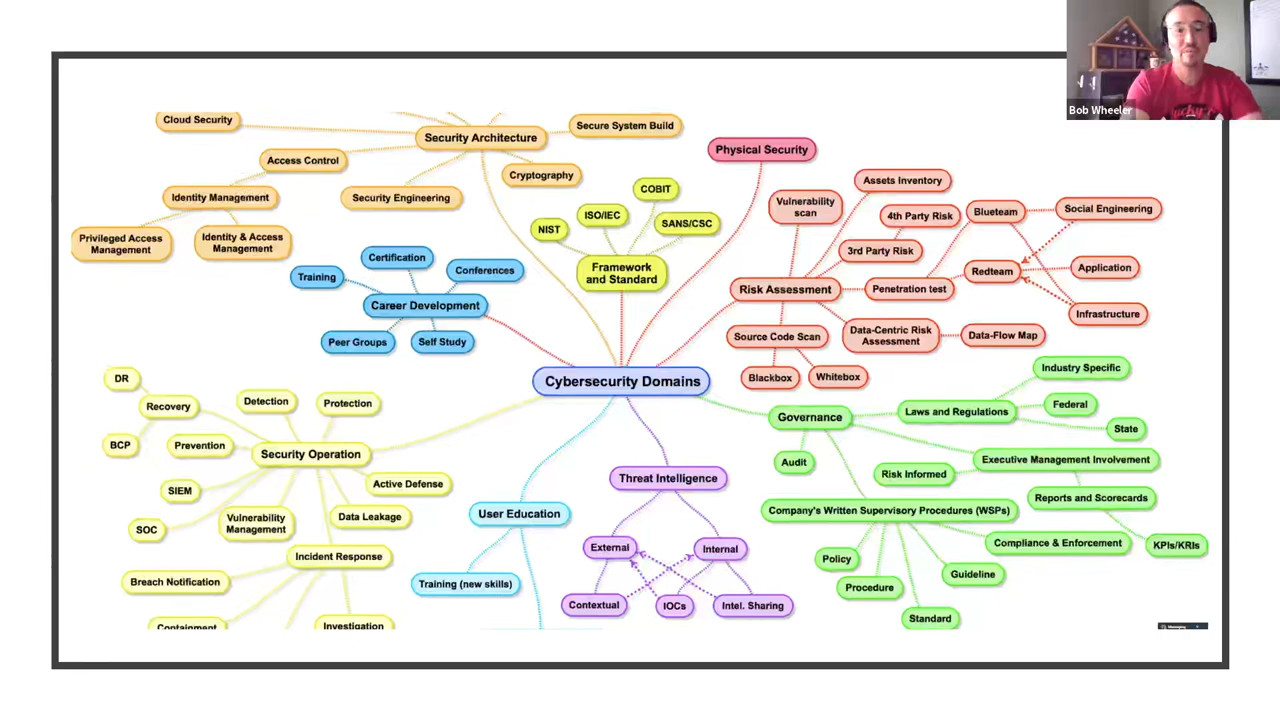 Bob Wheeler
Cloud Security
Security Architecture
Secure System Build
Access Control
Cryptography
Identity Management
Security Engineering
Privileged Access
Management
Identity & Access
Management
Physical Security
COBIT
ISO/IEC
SANS/CSC
NIST
Framework
and Standard
Certification
Training
Conferences
Career Development
Peer Groups
Self Study
Assets Inventory
Vulnerability
scan
4th Party Risk
Blueteam
Social Engineering
3rd Party Risk
Redteam
Application
Risk Assessment
Penetration test
Infrastructure
Source Code Scan
Data-Centric Risk
Assessment
Data-Flow Map
Blackbox
Whitebox
Cybersecurity Domains
DR
Recovery
Detection
Protection
BCP
Prevention
Security Operation
SIEM
Active Defense
SOC
Vulnerability
Management
Data Leakage
Incident Response
Breach Notification
Containment
Investigation
User Education
Training (new skills)
Threat Intelligence
External
Internal
Contextual
IOCs
Intel. Sharing
Governance
Laws and Regulations
Industry Specific
Federal
State
Audit
Executive Management Involvement
Risk Informed
Reports and Scorecards
Company's Written Supervisory Procedures (WSPs)
Compliance & Enforcement
KPIs/KRIs
Policy
Guideline
Procedure
Standard